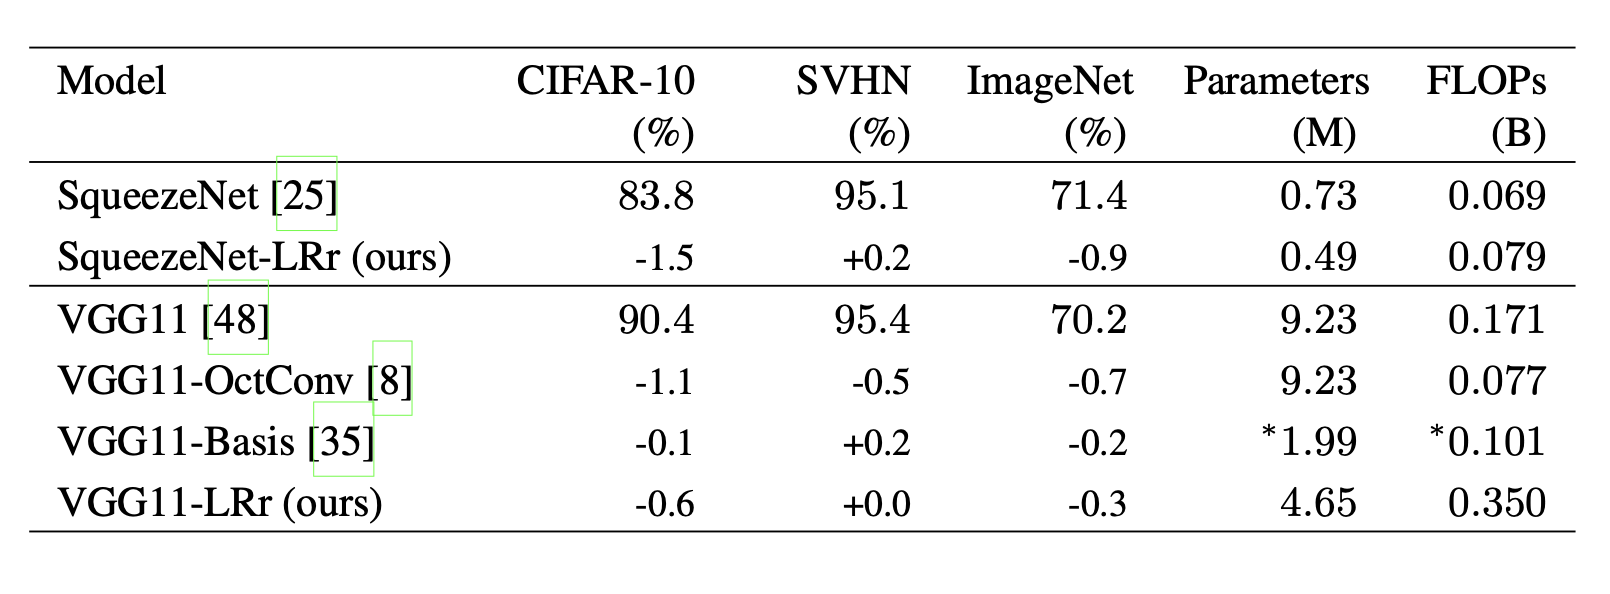 Model CIFAR-10 SVHN ImageNet Parameters FLOPs
(%) (%) (%) (M) (B)
SqueezeNet [25] 83.8 95.1 71.4 0.73 0.069
SqueezeNet-LRr (ours) -1.5 +0.2 -0.9 0.49 0.079
VGG11 [48] 90.4 95.4 70.2 9.23 0.171
VGG11-OctConv [8] -1.1 -0.5 -0.7 9.23 0.077
VGG11-Basis [35] -0.1 +0.2 -0.2 *1.99 *0.101
VGG11-LRr (ours) -0.6 +0.0 -0.3 4.65 0.350